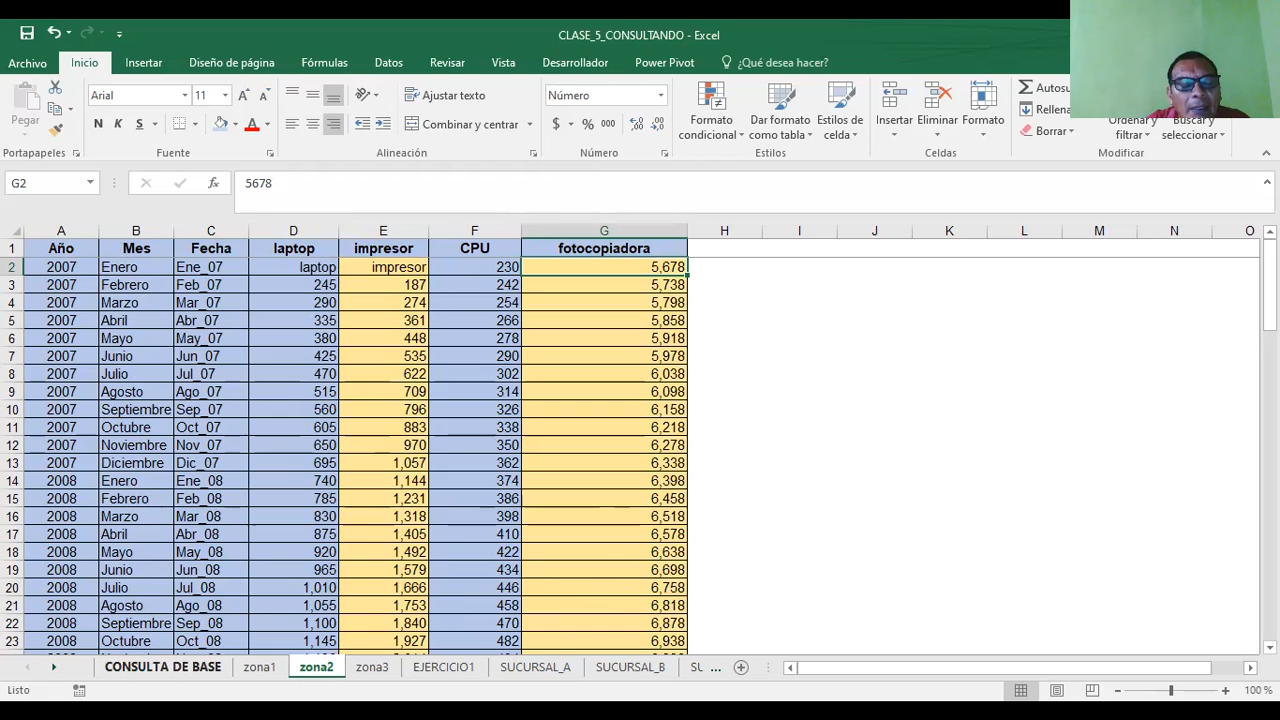 CLASE_5_CONSULTANDO - Excel
Archivo Inicio Insertar Diseño de página Fórmulas Datos Revisar Vista Desarrollador Power Pivot ¿Qué desea hacer?
Pegar Arial 11 Ajustar texto Número Formato condicional Dar formato como tabla Estilos de celda Insertar Eliminar Formato Autosu
N K S Combinar y centrar $ % 000 Rellena Ordenar y filtrar Buscar y seleccionar
Borrar
Portapapeles Fuente Alineación Número Estilos Celdas Modificar
G2 fx 5678
A B C D E F G H I J K L M N O
1 Año Mes Fecha laptop impresor CPU fotocopiadora
2 2007 Enero Ene_07 laptop impresor 230 5,678
3 2007 Febrero Feb_07 245 187 242 5,738
4 2007 Marzo Mar_07 290 274 254 5,798
5 2007 Abril Abr_07 335 361 266 5,858
6 2007 Mayo May_07 380 448 278 5,918
7 2007 Junio Jun_07 425 535 290 5,978
8 2007 Julio Jul_07 470 622 302 6,038
9 2007 Agosto Ago_07 515 709 314 6,098
10 2007 Septiembre Sep_07 560 796 326 6,158
11 2007 Octubre Oct_07 605 883 338 6,218
12 2007 Noviembre Nov_07 650 970 350 6,278
13 2007 Diciembre Dic_07 695 1,057 362 6,338
14 2008 Enero Ene_08 740 1,144 374 6,398
15 2008 Febrero Feb_08 785 1,231 386 6,458
16 2008 Marzo Mar_08 830 1,318 398 6,518
17 2008 Abril Abr_08 875 1,405 410 6,578
18 2008 Mayo May_08 920 1,492 422 6,638
19 2008 Junio Jun_08 965 1,579 434 6,698
20 2008 Julio Jul_08 1,010 1,666 446 6,758
21 2008 Agosto Ago_08 1,055 1,753 458 6,818
22 2008 Septiembre Sep_08 1,100 1,840 470 6,878
23 2008 Octubre Oct_08 1,145 1,927 482 6,938
CONSULTA DE BASE zona1 zona2 zona3 EJERCICIO1 SUCURSAL_A SUCURSAL_B SU ...
Listo 100 %